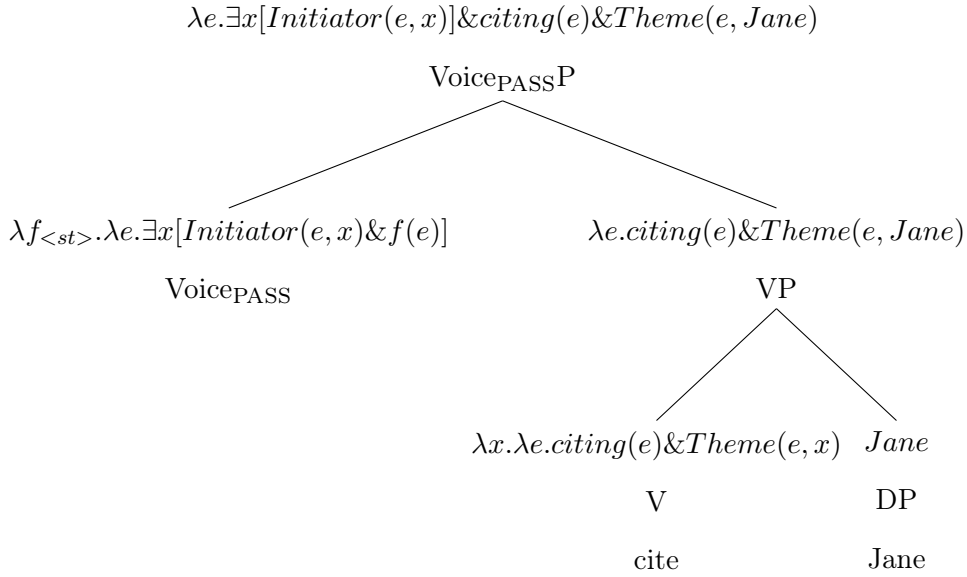 λe.∃x[Initiator(e, x)]&citing(e)&Theme(e, Jane)
Voice_PASS P
λf_<st>.λe.∃x[Initiator(e, x)&f(e)] λe.citing(e)&Theme(e, Jane)
Voice_PASS VP
λx.λe.citing(e)&Theme(e, x) Jane
V DP
cite Jane